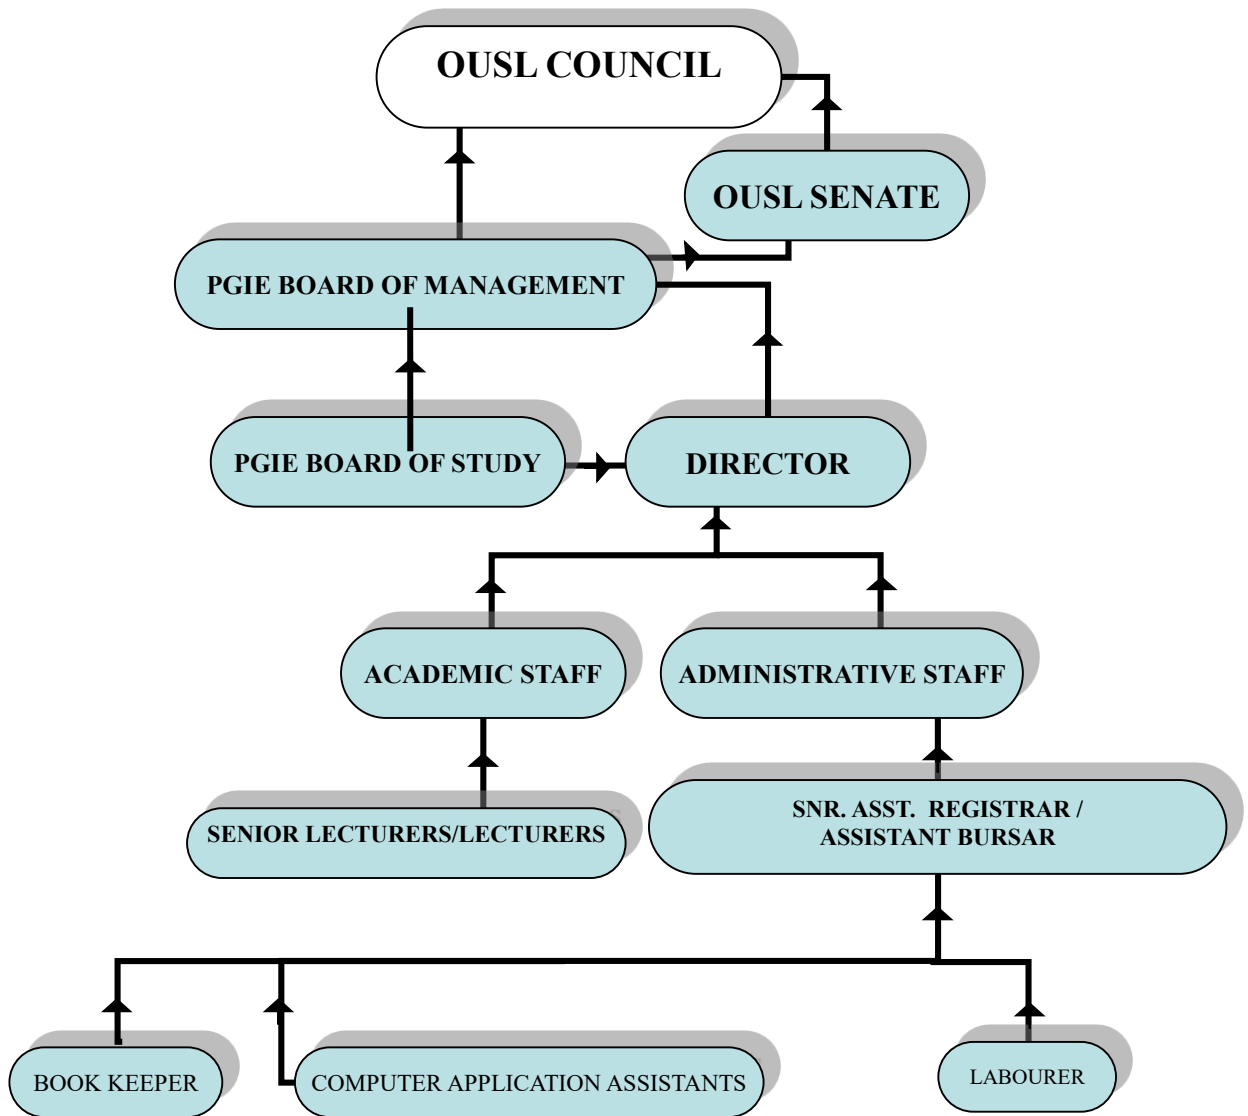 OUSL COUNCIL
OUSL SENATE
PGIE BOARD OF MANAGEMENT
PGIE BOARD OF STUDY
DIRECTOR
ACADEMIC STAFF
ADMINISTRATIVE STAFF
SENIOR LECTURERS/LECTURERS
SNR. ASST. REGISTRAR /
ASSISTANT BURSAR
BOOK KEEPER
COMPUTER APPLICATION ASSISTANTS
LABOURER